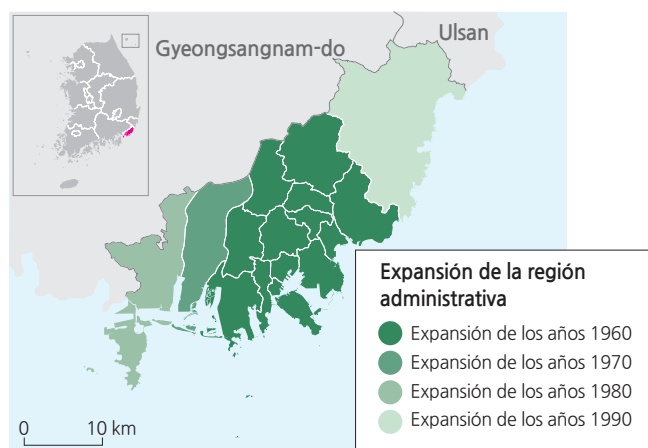 Gyeongsangnam-do
Ulsan
Expansión de la región
administrativa
Expansión de los años 1960
Expansión de los años 1970
Expansión de los años 1980
Expansión de los años 1990
0 10 km